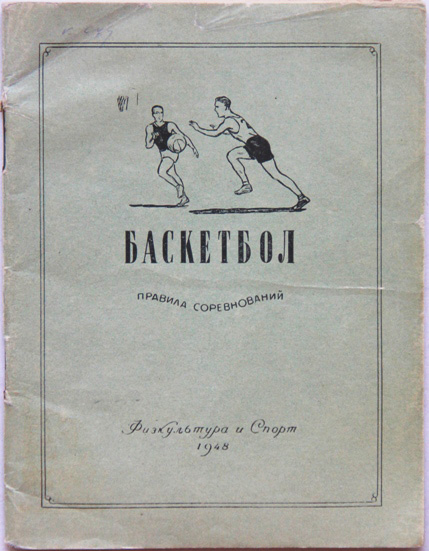 БАСКЕТБОЛ
ПРАВИЛА СОРЕВНОВАНИЙ
Физкультура и Спорт
1948